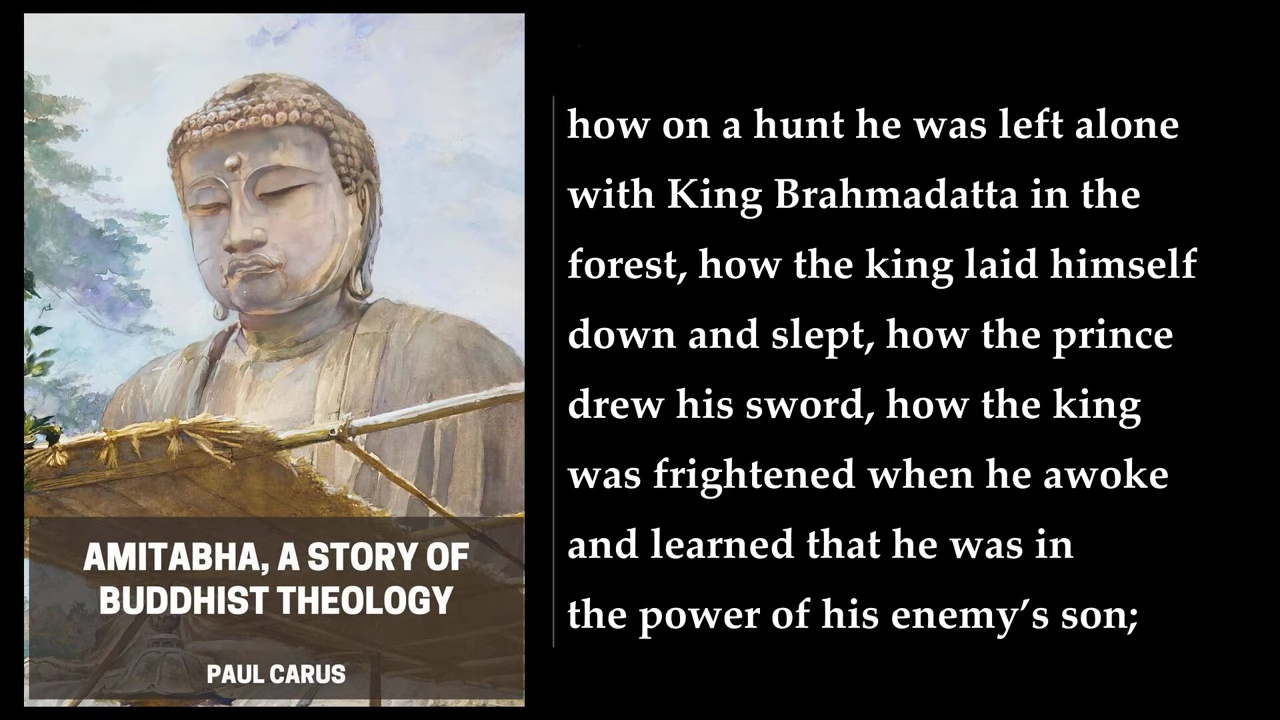 AMITABHA, A STORY OF
BUDDHIST THEOLOGY
PAUL CARUS
how on a hunt he was left alone
with King Brahmadatta in the
forest, how the king laid himself
down and slept, how the prince
drew his sword, how the king
was frightened when he awoke
and learned that he was in
the power of his enemy’s son;